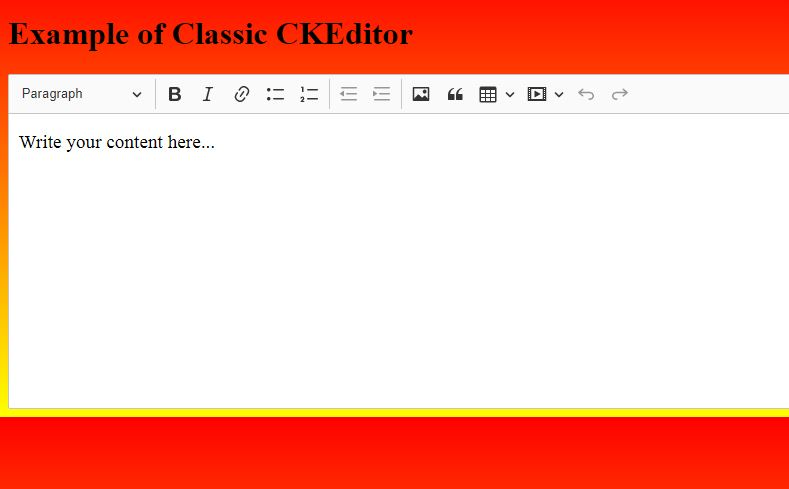 Example of Classic CKEditor
Paragraph
Write your content here...